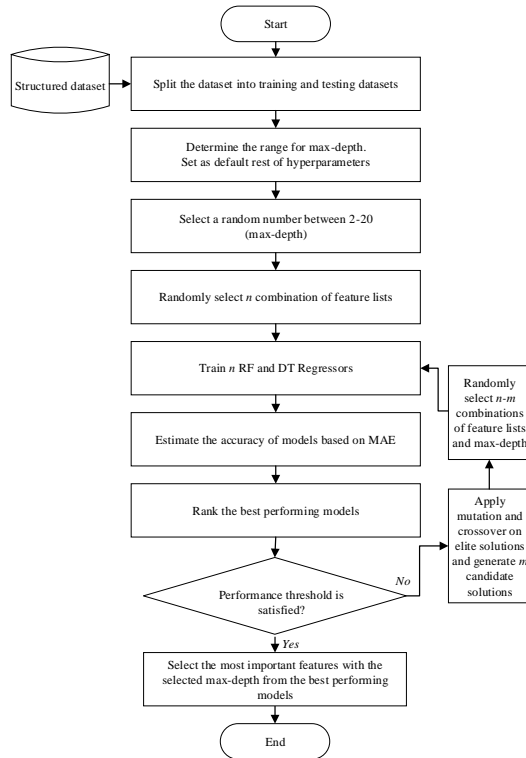 Start
Structured dataset
Split the dataset into training and testing datasets
Determine the range for max-depth.
Set as default rest of hyperparameters
Select a random number between 2-20
(max-depth)
Randomly select n combination of feature lists
Train n RF and DT Regressors
Randomly
select n-m
combinations
of feature lists
and max-depth
Estimate the accuracy of models based on MAE
Rank the best performing models
Apply
mutation and
crossover on
elite solutions
and generate m
candidate
solutions
No
Performance threshold is
satisfied?
Yes
Select the most important features with the
selected max-depth from the best performing
models
End